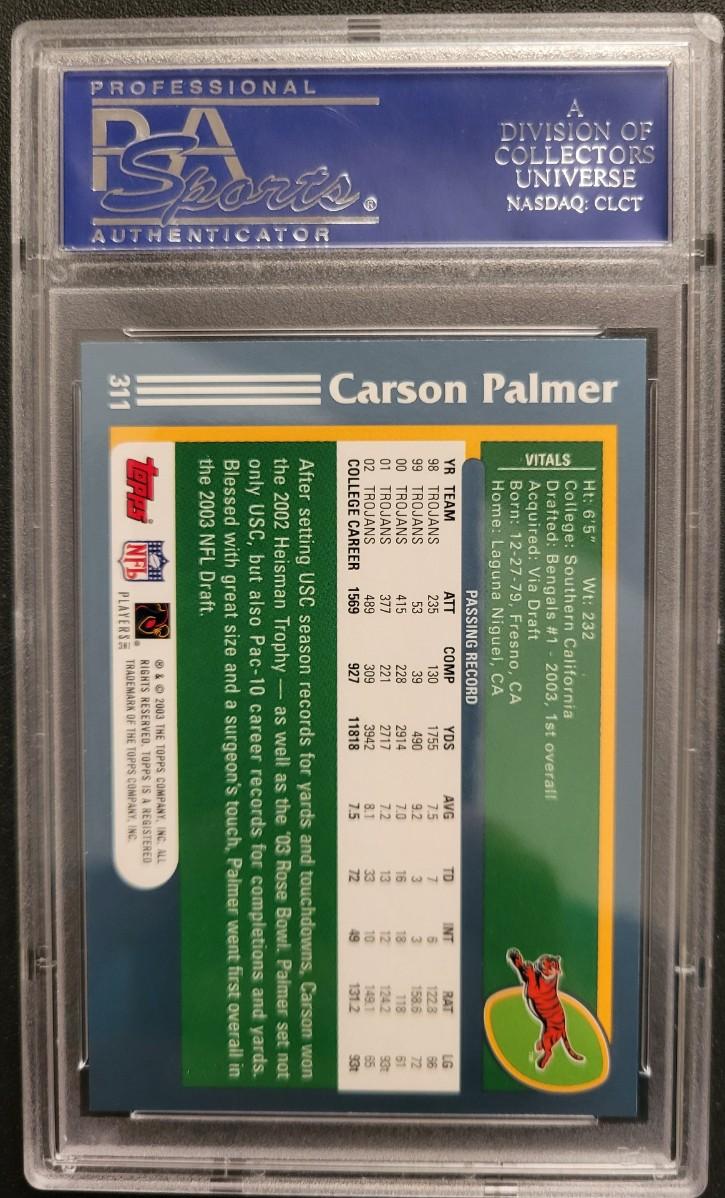 PROFESSIONAL
PSA
Sports®
AUTHENTICATOR
A
DIVISION OF
COLLECTORS
UNIVERSE
NASDAQ: CLCT
311
Carson Palmer
VITALS
Ht: 6'5" Wt: 232
College: Southern California
Drafted: Bengals #1 - 2003, 1st overall
Acquired: Via Draft
Born: 12-27-79, Fresno, CA
Home: Laguna Niguel, CA
PASSING RECORD
YR TEAM ATT COMP YDS AVG TD INT RAT LG
98 TROJANS 235 130 1755 7.5 7 6 122.8 66
99 TROJANS 53 39 490 9.2 3 3 158.6 72
00 TROJANS 415 228 2914 7.0 16 18 118 61
01 TROJANS 377 221 2717 7.2 13 12 124.2 93t
02 TROJANS 489 309 3942 8.1 33 10 149.1 65
COLLEGE CAREER 1569 927 11818 7.5 72 49 131.2 93t
After setting USC season records for yards and touchdowns, Carson won
the 2002 Heisman Trophy — as well as the '03 Rose Bowl. Palmer set not
only USC, but also Pac-10 career records for completions and yards.
Blessed with great size and a surgeon's touch, Palmer went first overall in
the 2003 NFL Draft.
topps®
NFL
PLAYERS INC
® & © 2003 THE TOPPS COMPANY, INC. ALL
RIGHTS RESERVED. TOPPS IS A REGISTERED
TRADEMARK OF THE TOPPS COMPANY, INC.